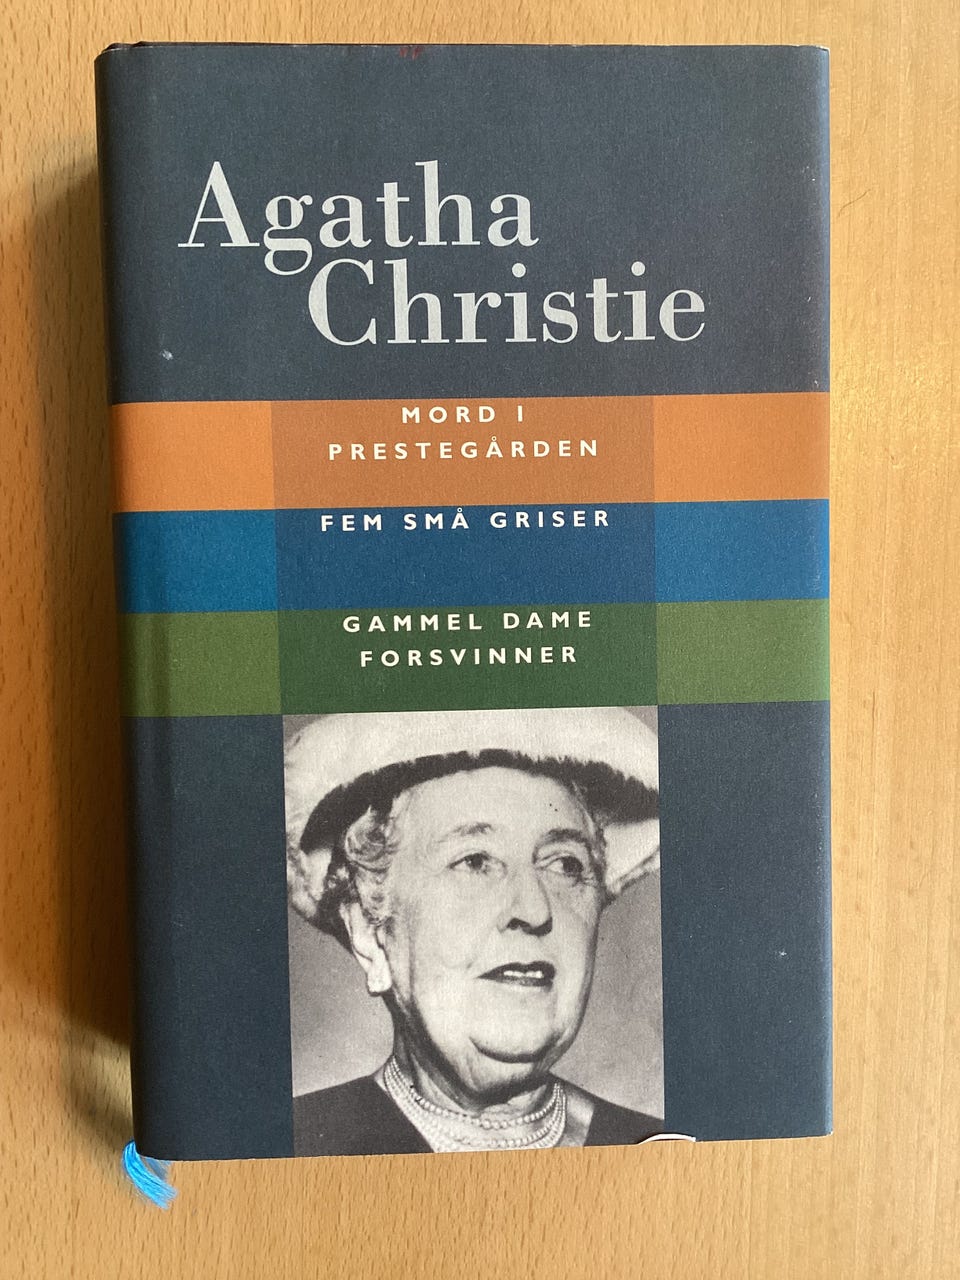 Agatha
Christie
MORD I
PRESTEGÅRDEN
FEM SMÅ GRISER
GAMMEL DAME
FORSVINNER